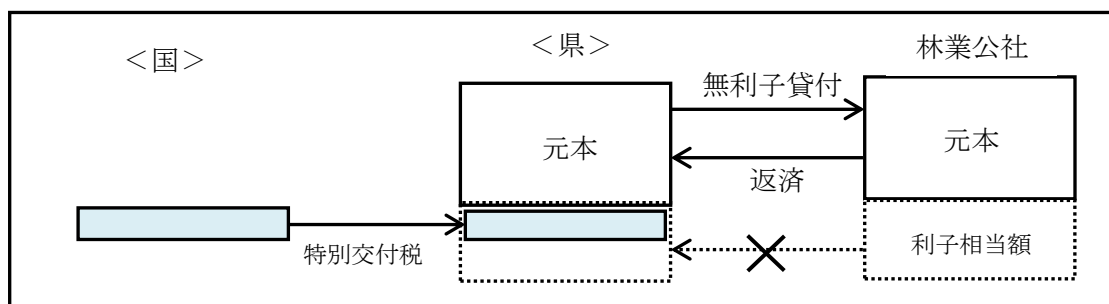 ＜国＞
＜県＞
林業公社
無利子貸付
元本
元本
返済
特別交付税
利子相当額